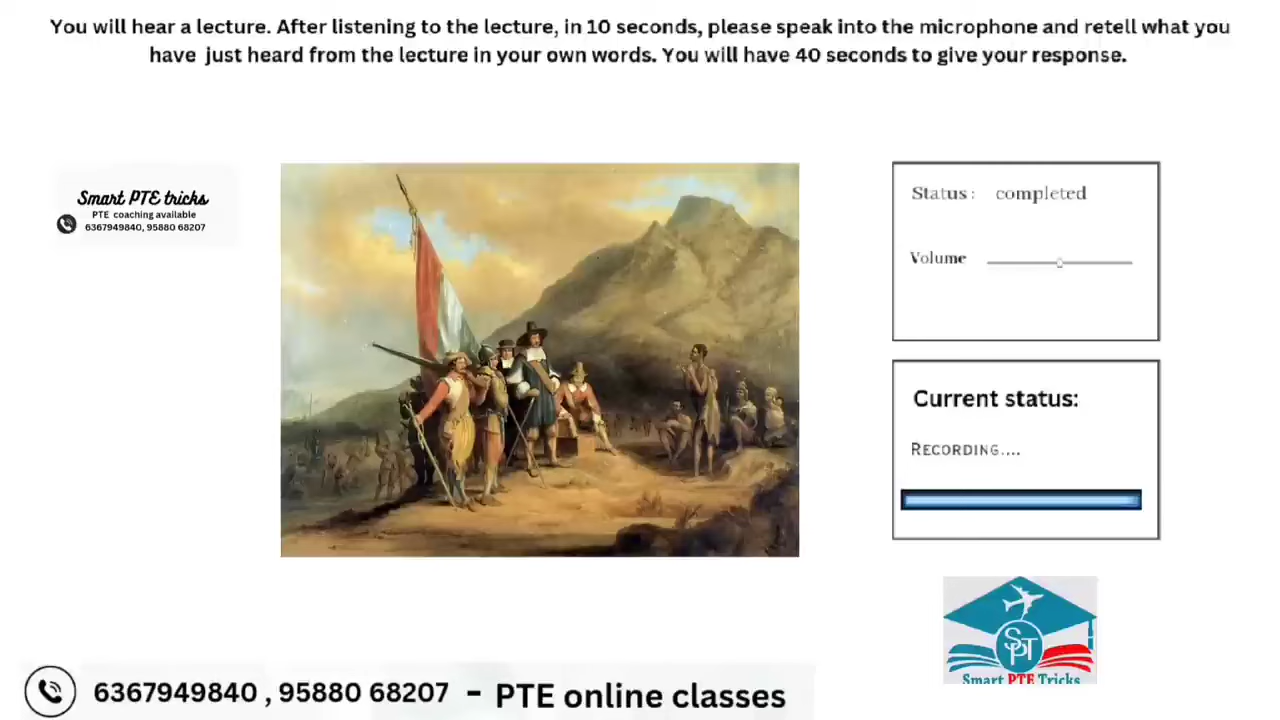 You will hear a lecture. After listening to the lecture, in 10 seconds, please speak into the microphone and retell what you
have just heard from the lecture in your own words. You will have 40 seconds to give your response.
Smart PTE tricks
PTE coaching available
6367949840, 95880 68207
Status: completed
Volume
Current status:
RECORDING....
SPT
Smart PTE Tricks
6367949840 , 95880 68207 - PTE online classes